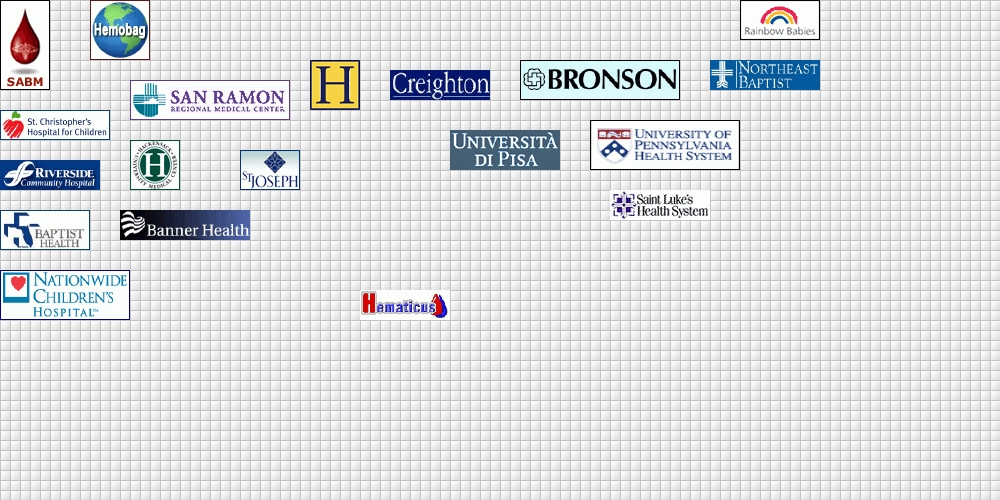 SABM
Hemobag
Rainbow Babies
SAN RAMON
REGIONAL MEDICAL CENTER
H
Creighton
BRONSON
NORTHEAST
BAPTIST
St. Christopher's
Hospital for Children
HACKENSACK
UNIVERSITY MEDICAL CENTER
H
UNIVERSITÀ
DI PISA
UNIVERSITY OF
PENNSYLVANIA
HEALTH SYSTEM
RIVERSIDE
Community Hospital
ST JOSEPH
Saint Luke's
Health System
BAPTIST
HEALTH
Banner Health
NATIONWIDE
CHILDREN'S
HOSPITAL
Hematicus